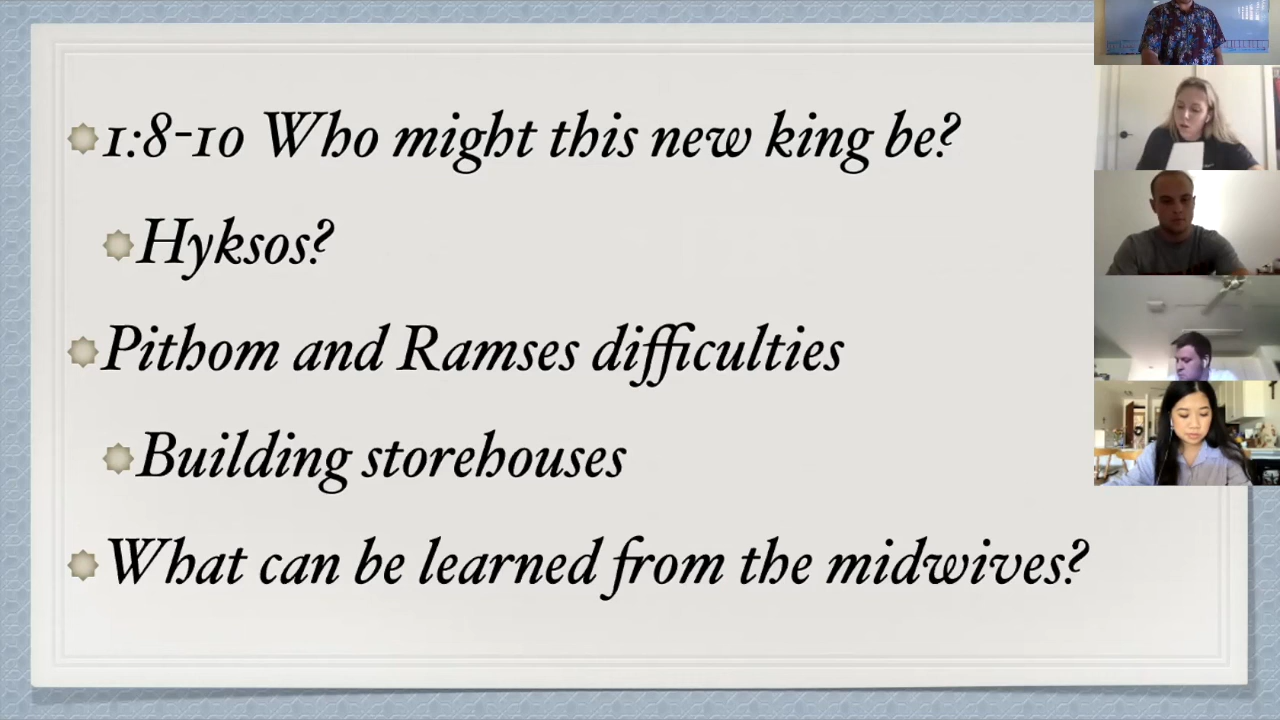 1:8-10 Who might this new king be?
Hyksos?
Pithom and Ramses difficulties
Building storehouses
What can be learned from the midwives?